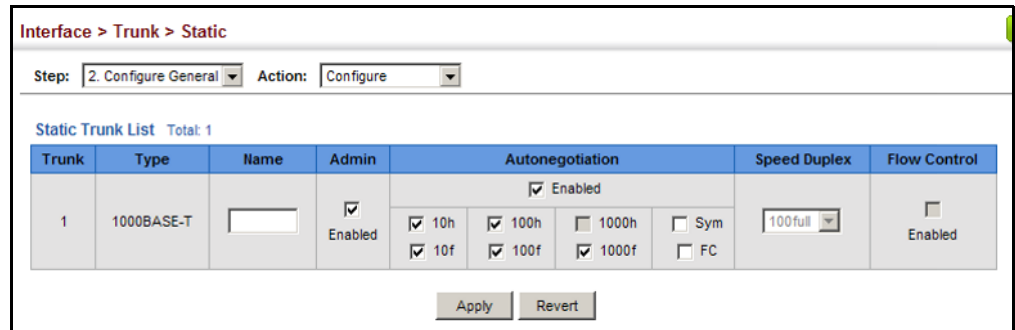 Interface > Trunk > Static
Step: 2. Configure General Action: Configure
Static Trunk List Total: 1
Trunk Type Name Admin Autonegotiation Speed Duplex Flow Control
Enabled
1 1000BASE-T Enabled 10h 100h 1000h Sym 100full Enabled
10f 100f 1000f FC
Apply Revert